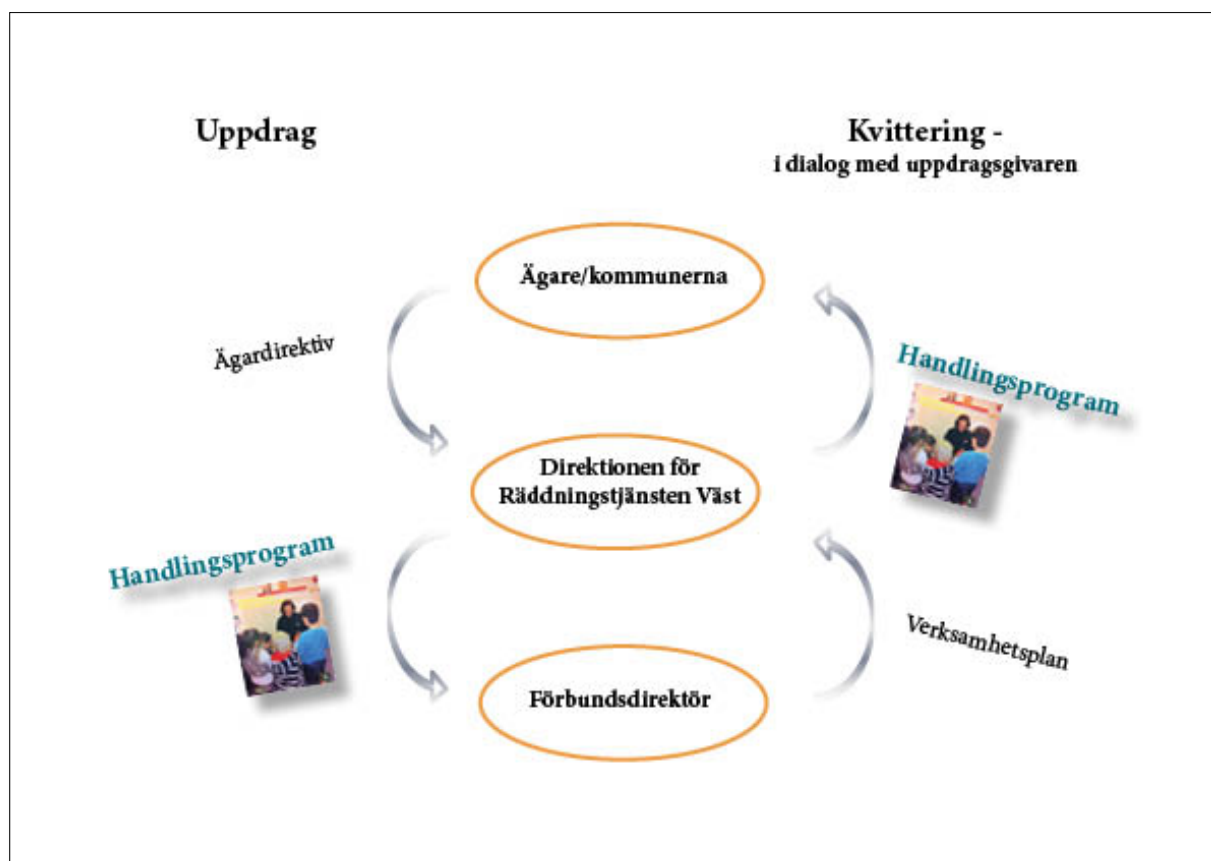 Uppdrag
Kvittering -
i dialog med uppdragsgivaren
Ägare/kommunerna
Ägardirektiv
Handlingsprogram
Direktionen för
Räddningstjänsten Väst
Handlingsprogram
Verksamhetsplan
Förbundsdirektör